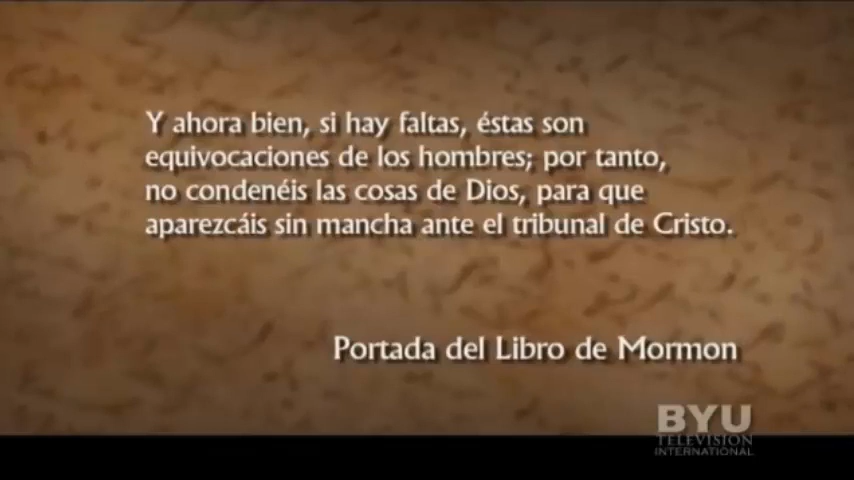 Y ahora bien, si hay faltas, éstas son
equivocaciones de los hombres; por tanto,
no condenéis las cosas de Dios, para que
aparezcáis sin mancha ante el tribunal de Cristo.
Portada del Libro de Mormon
BYU
TELEVISION
INTERNATIONAL